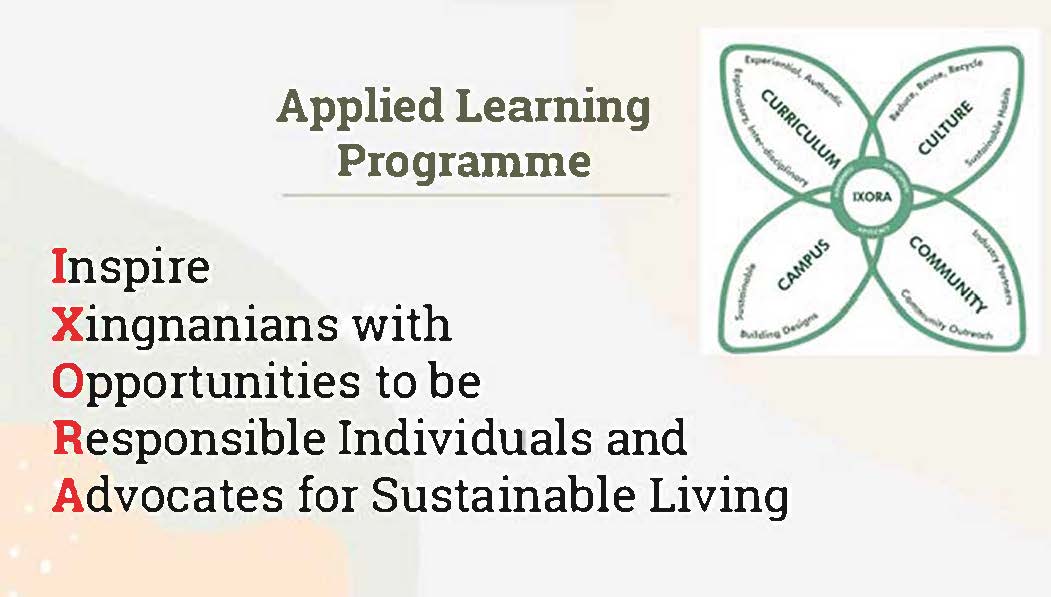 Applied Learning
Programme
Inspire
Xingnanians with
Opportunities to be
Responsible Individuals and
Advocates for Sustainable Living
Experiential, Authentic
Exploratory, Inter-disciplinary
CURRICULUM
Reduce, Reuse, Recycle
CULTURE
Sustainable Habits
IXORA
ADVOCACY
CAMPUS
Sustainable
Building Designs
COMMUNITY
Industry Partners
Community Outreach